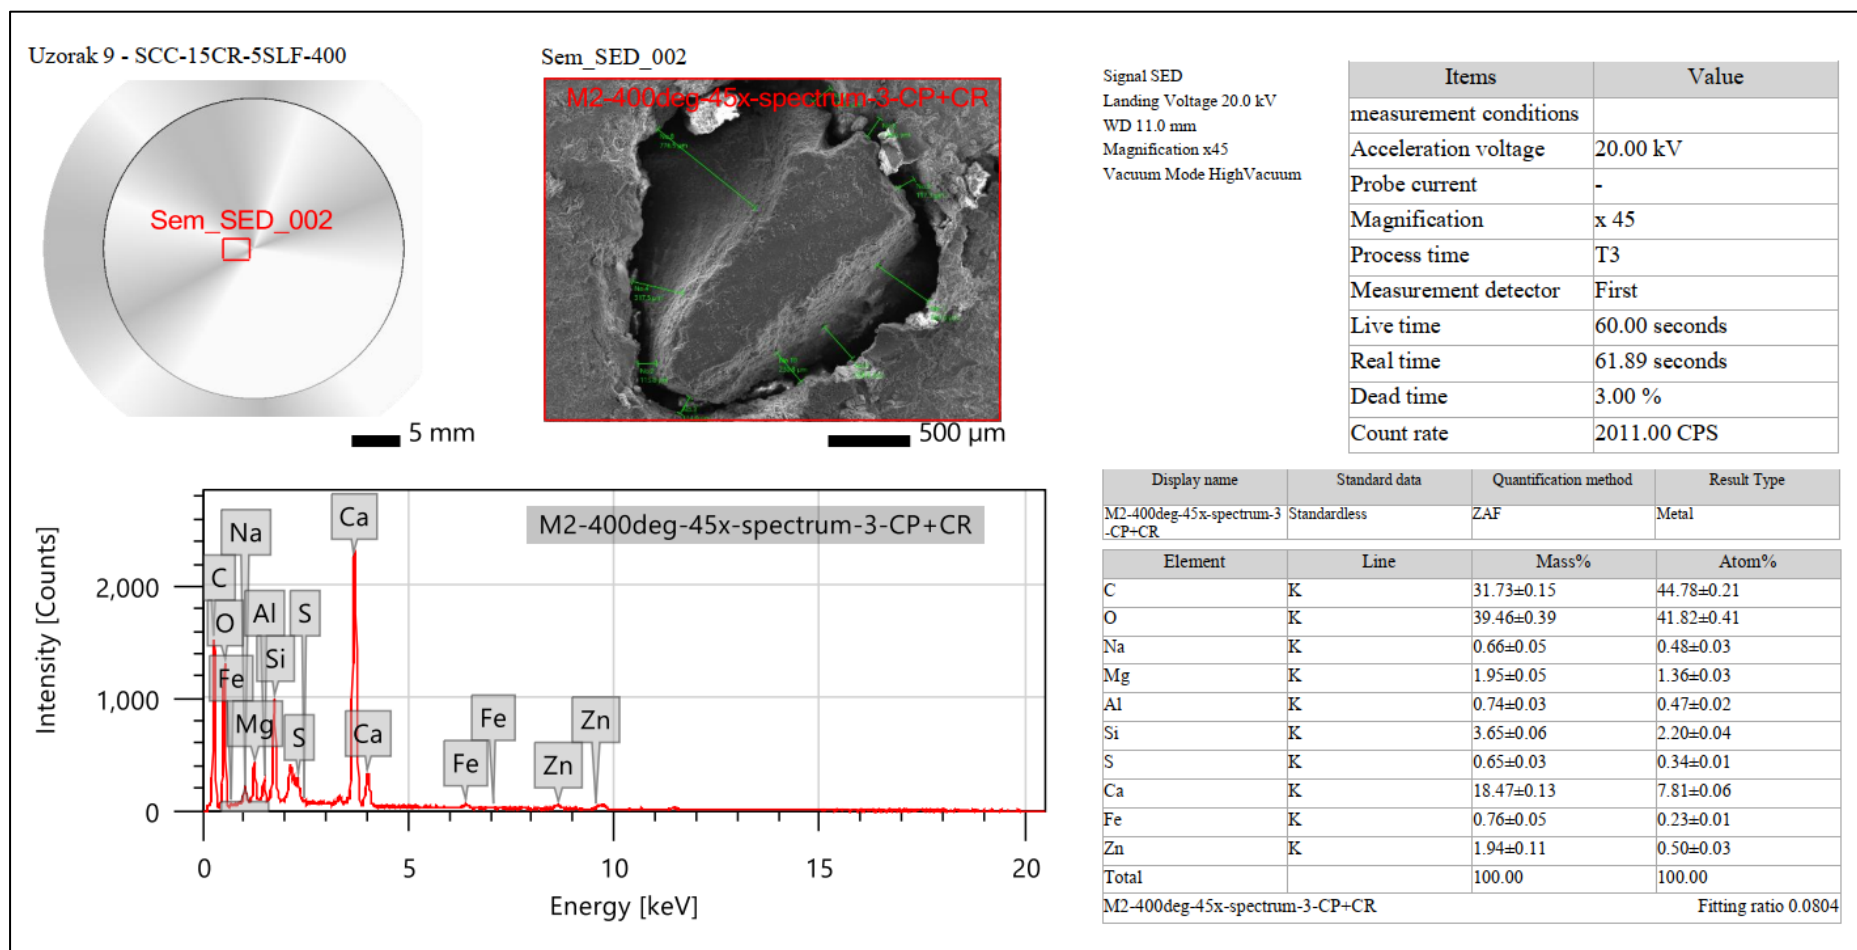 Uzorak 9 - SCC-15CR-5SLF-400
Sem_SED_002
5 mm
Sem_SED_002
M2-400deg-45x-spectrum-3-CP+CR
500 µm
Signal SED
Landing Voltage 20.0 kV
WD 11.0 mm
Magnification x45
Vacuum Mode HighVacuum
Items Value
measurement conditions
Acceleration voltage 20.00 kV
Probe current -
Magnification x 45
Process time T3
Measurement detector First
Live time 60.00 seconds
Real time 61.89 seconds
Dead time 3.00 %
Count rate 2011.00 CPS
M2-400deg-45x-spectrum-3-CP+CR
Intensity [Counts]
2,000
1,000
0
C
O
Fe
Na
Al
Si
Mg
S
S
Ca
Ca
Fe
Fe
Zn
Zn
0 5 10 15 20
Energy [keV]
Display name Standard data Quantification method Result Type
M2-400deg-45x-spectrum-3 Standardless ZAF Metal
-CP+CR
Element Line Mass% Atom%
C K 31.73±0.15 44.78±0.21
O K 39.46±0.39 41.82±0.41
Na K 0.66±0.05 0.48±0.03
Mg K 1.95±0.05 1.36±0.03
Al K 0.74±0.03 0.47±0.02
Si K 3.65±0.06 2.20±0.04
S K 0.65±0.03 0.34±0.01
Ca K 18.47±0.13 7.81±0.06
Fe K 0.76±0.05 0.23±0.01
Zn K 1.94±0.11 0.50±0.03
Total 100.00 100.00
M2-400deg-45x-spectrum-3-CP+CR Fitting ratio 0.0804